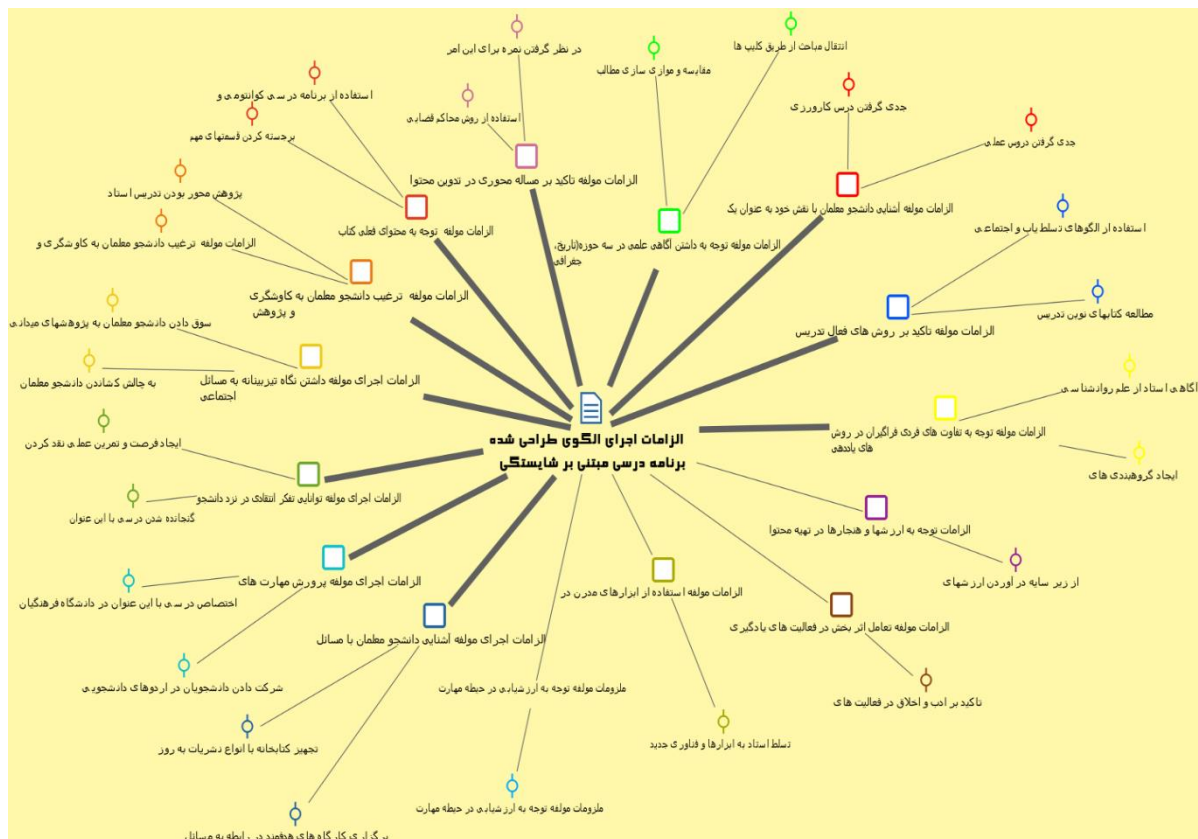 در نظر گرفتن نمره برای این امر
انتقال مباحث از طریق کلیپ ها
مقایسه و موازی سازی مطالب
استفاده از برنامه درسی کوانتومی و
جدی گرفتن درس کارورزی
استفاده از روش محاکم قضایی
برجسته کردن قسمتهای مهم
جدی گرفتن دروس عملی
الزامات مولفه تاکید بر مساله محوری در تدوین محتوا
پژوهش محور بودن تدریس استاد
الزامات مولفه آشنایی دانشجو معلمان با نقش خود به عنوان یک
استفاده از الگوهای تسلط یاب و اجتماعی
الزامات مولفه توجه به محتوای فعلی کتاب
الزامات مولفه ترغیب دانشجو معلمان به کاوشگری و
الزامات مولفه توجه به داشتن آگاهی علمی در سه حوزه(تاریخ،
جغرافی
الزامات مولفه ترغیب دانشجو معلمان به کاوشگری
و پژوهش
مطالعه کتابهای نوین تدریس
سوق دادن دانشجو معلمان به پژوهشهای میدانی
الزامات مولفه تاکید بر روش های فعال تدریس
به چالش کشاندن دانشجو معلمان
الزامات اجرای مولفه داشتن نگاه تیزبینانه به مسائل
اجتماعی
آگاهی استاد از علم روانشناسی
الزامات مولفه توجه به تفاوت های فردی فراگیران در روش
های یاددهی
الزامات اجرای الگوی طراحی شده
برنامه درسی مبتنی بر شایستگی
ایجاد فرصت و تمرین عملی نقد کردن
ایجاد گروهبندی های
الزامات اجرای مولفه توانایی تفکر انتقادی در نزد دانشجو
گنجانده شدن درسی با این عنوان
الزامات توجه به ارزشها و هنجارها در تهیه محتوا
الزامات اجرای مولفه پرورش مهارت های
از زیر سایه در آوردن ارزشهای
الزامات مولفه استفاده از ابزارهای مدرن در
اختصاص درسی با این عنوان در دانشگاه فرهنگیان
الزامات مولفه تعامل اثر بخش در فعالیت های یادگیری
الزامات اجرای مولفه آشنایی دانشجو معلمان با مسائل
ملزومات مولفه توجه به ارزشیابی در حیطه مهارت
شرکت دادن دانشجویان در اردوهای دانشجویی
تاکید بر ادب و اخلاق در فعالیت های
تجهیز کتابخانه با انواع نشریات به روز
تسلط استاد به ابزارها و فناوری جدید
ملزومات مولفه توجه به ارزشیابی در حیطه مهارت
برگزاری کارگاه های هدفمند در رابطه به مسائل